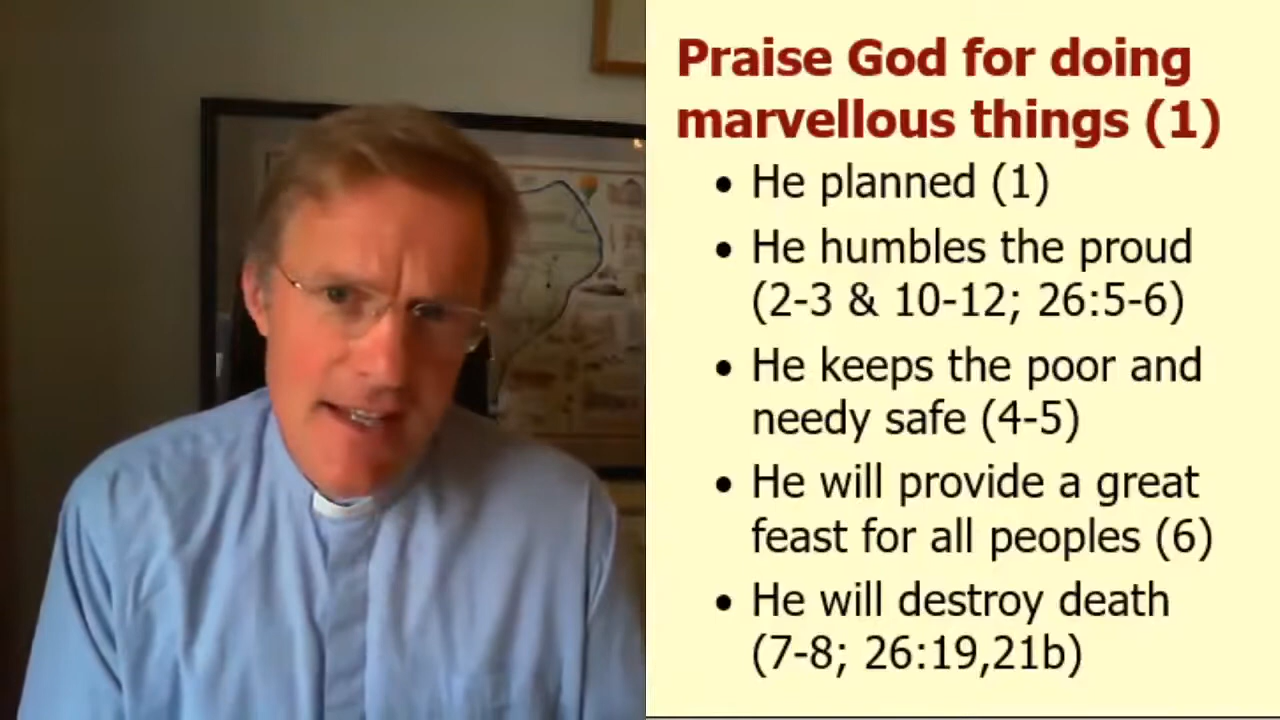 Praise God for doing
marvellous things (1)
• He planned (1)
• He humbles the proud
(2-3 & 10-12; 26:5-6)
• He keeps the poor and
needy safe (4-5)
• He will provide a great
feast for all peoples (6)
• He will destroy death
(7-8; 26:19,21b)